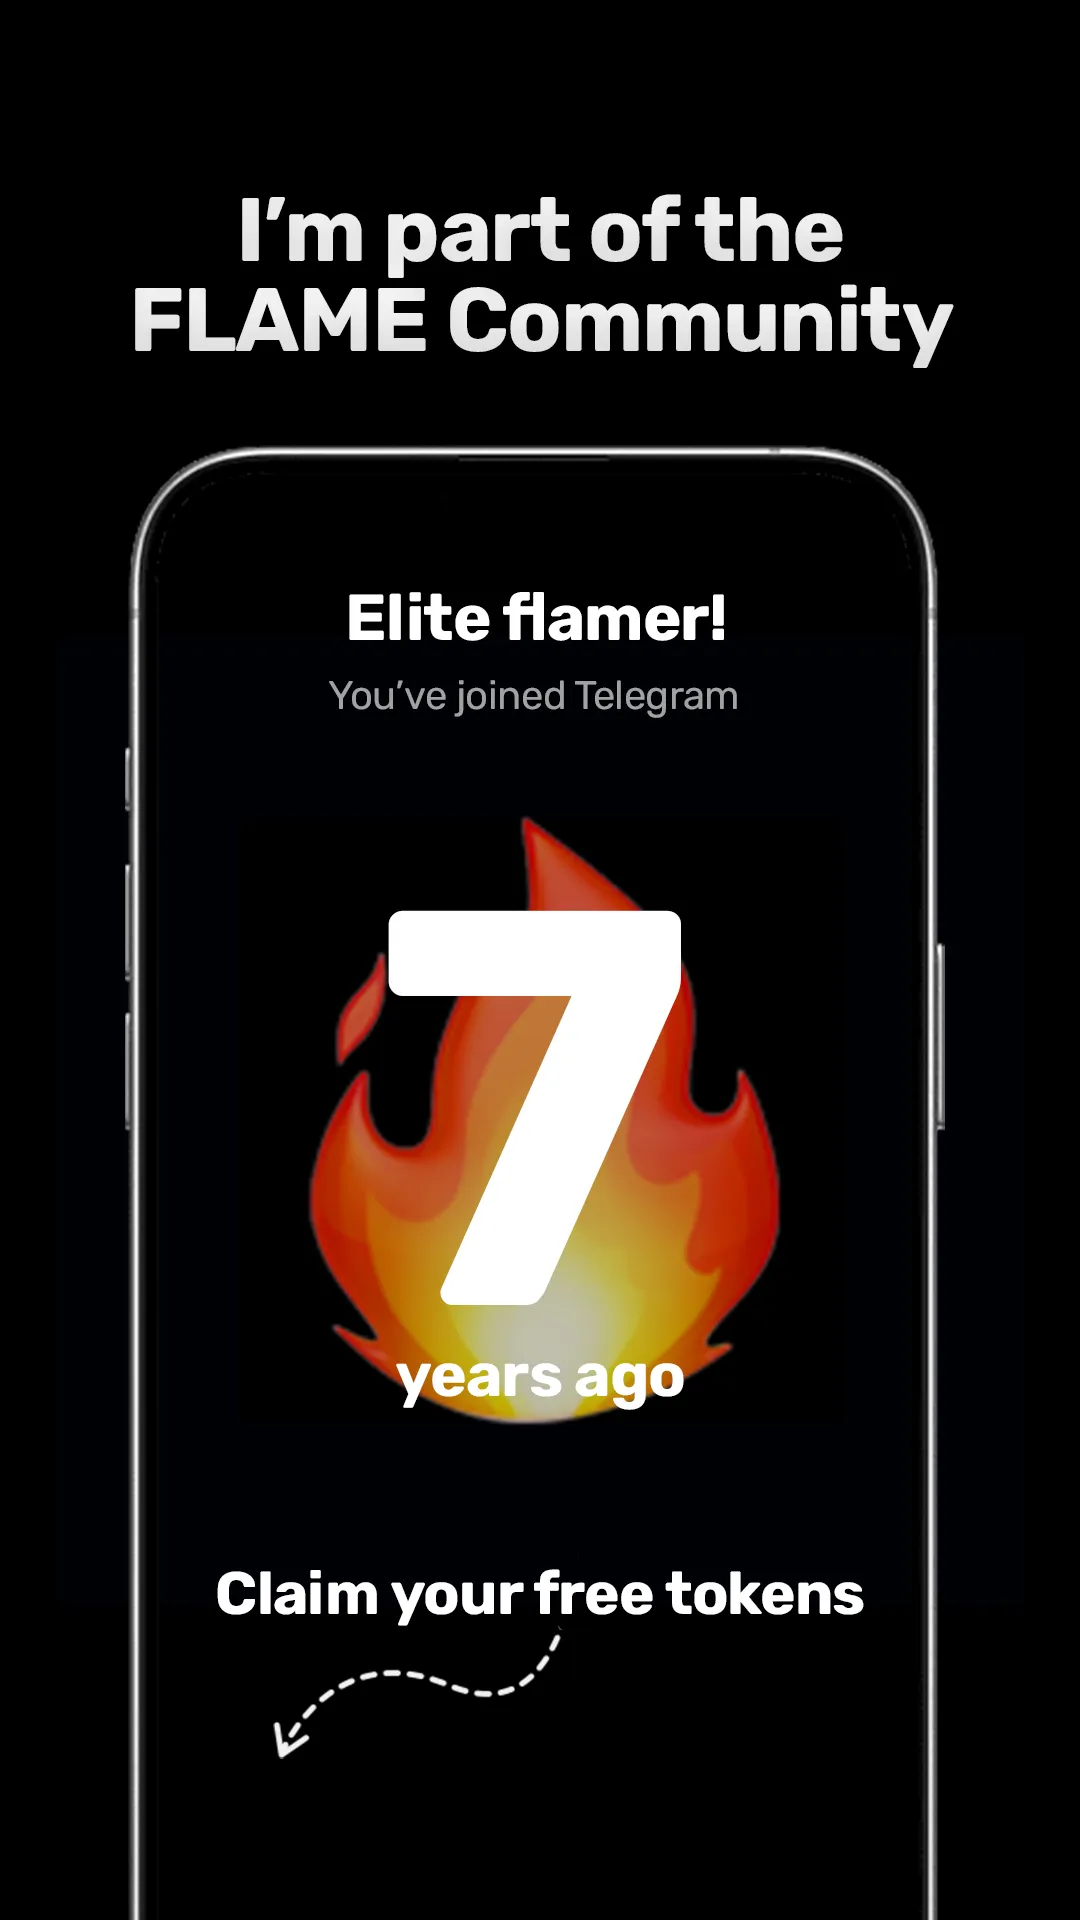 I’m part of the
FLAME Community
Elite flamer!
You’ve joined Telegram
7
years ago
Claim your free tokens